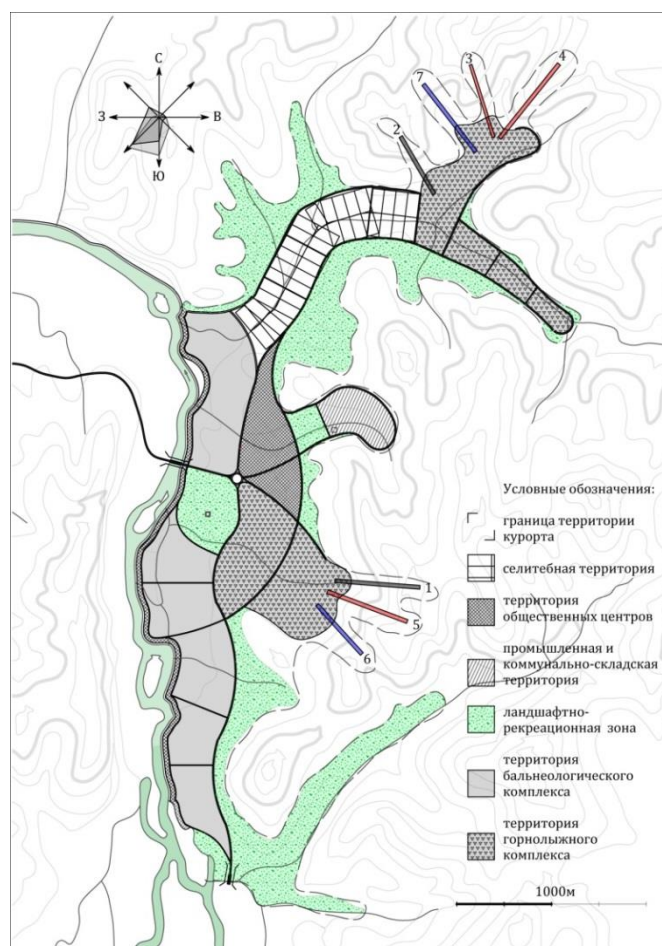 С
З
В
Ю
7
3
4
2
1
5
6
Условные обозначения:
граница территории
курорта
селитебная территория
территория
общественных центров
промышленная и
коммунально-складская
территория
ландшафтно-
рекреационная зона
территория
бальнеологического
комплекса
территория
горнолыжного
комплекса
1000м